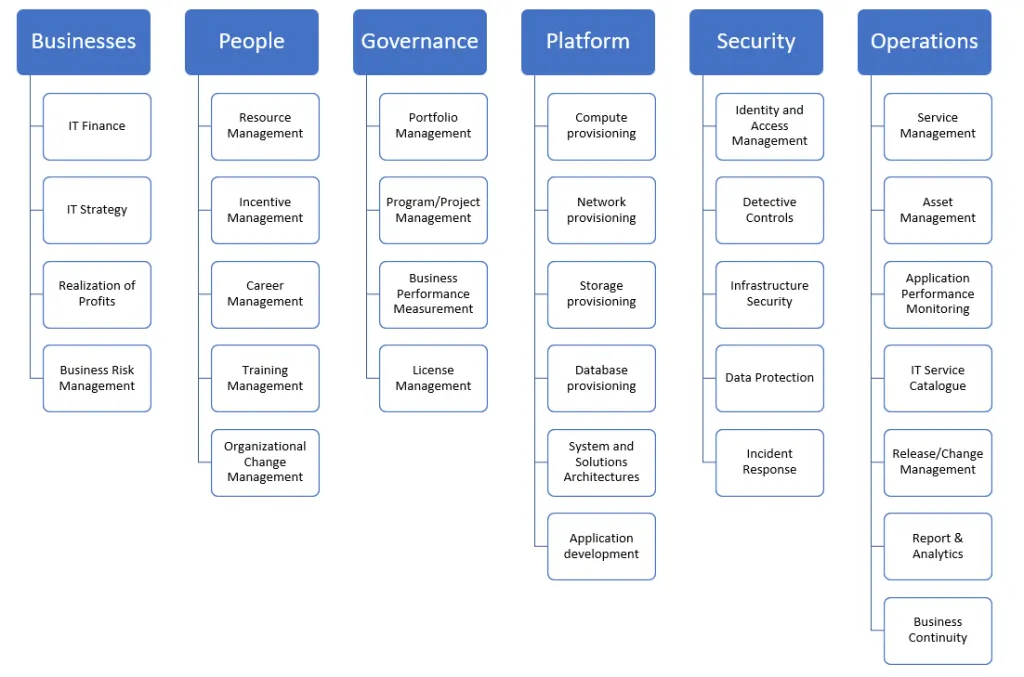 Businesses
IT Finance
IT Strategy
Realization of
Profits
Business Risk
Management
People
Resource
Management
Incentive
Management
Career
Management
Training
Management
Organizational
Change
Management
Governance
Portfolio
Management
Program/Project
Management
Business
Performance
Measurement
License
Management
Platform
Compute
provisioning
Network
provisioning
Storage
provisioning
Database
provisioning
System and
Solutions
Architectures
Application
development
Security
Identity and
Access
Management
Detective
Controls
Infrastructure
Security
Data Protection
Incident
Response
Operations
Service
Management
Asset
Management
Application
Performance
Monitoring
IT Service
Catalogue
Release/Change
Management
Report &
Analytics
Business
Continuity